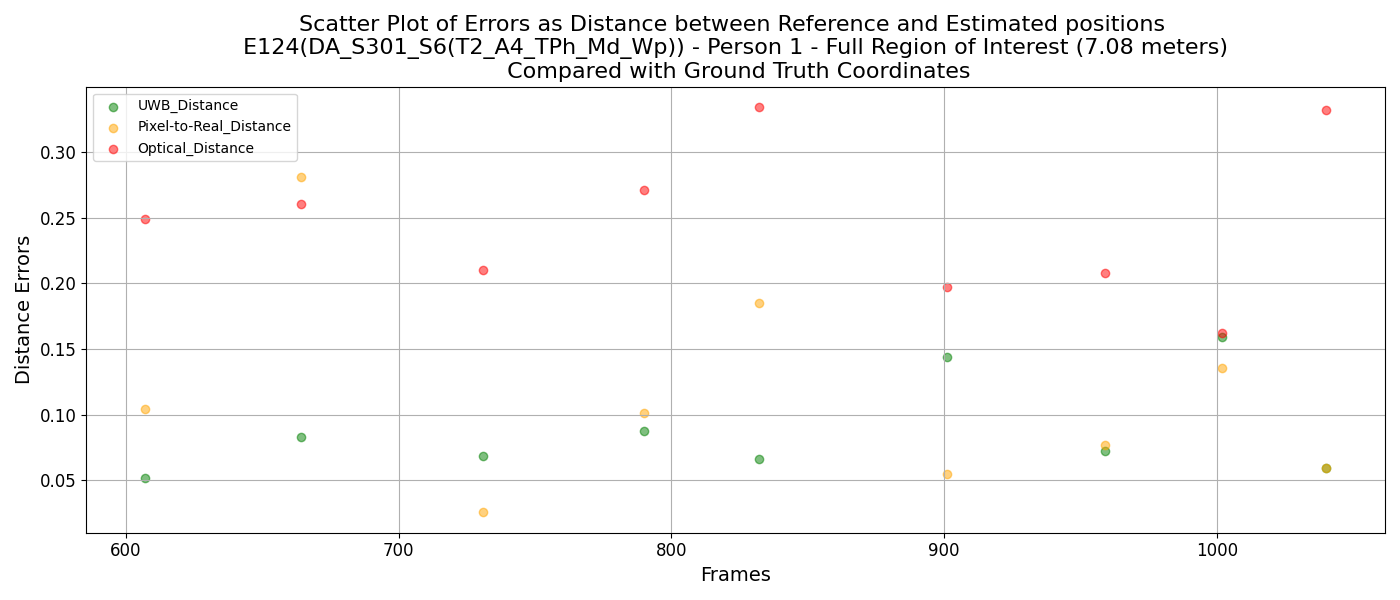 Scatter Plot of Errors as Distance between Reference and Estimated positions
E124(DA_S301_S6(T2_A4_TPh_Md_Wp)) - Person 1 - Full Region of Interest (7.08 meters)
Compared with Ground Truth Coordinates
UWB_Distance
Pixel-to-Real_Distance
Optical_Distance
Distance Errors
0.30
0.25
0.20
0.15
0.10
0.05
600 700 800 900 1000
Frames